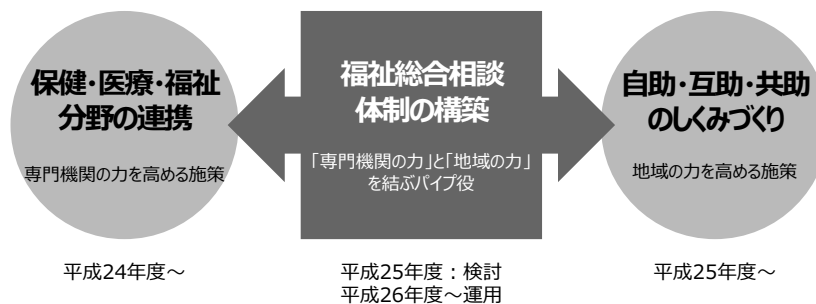 保健・医療・福祉
分野の連携
専門機関の力を高める施策
平成24年度～
福祉総合相談
体制の構築
「専門機関の力」と「地域の力」
を結ぶパイプ役
平成25年度：検討
平成26年度～運用
自助・互助・共助
のしくみづくり
地域の力を高める施策
平成25年度～